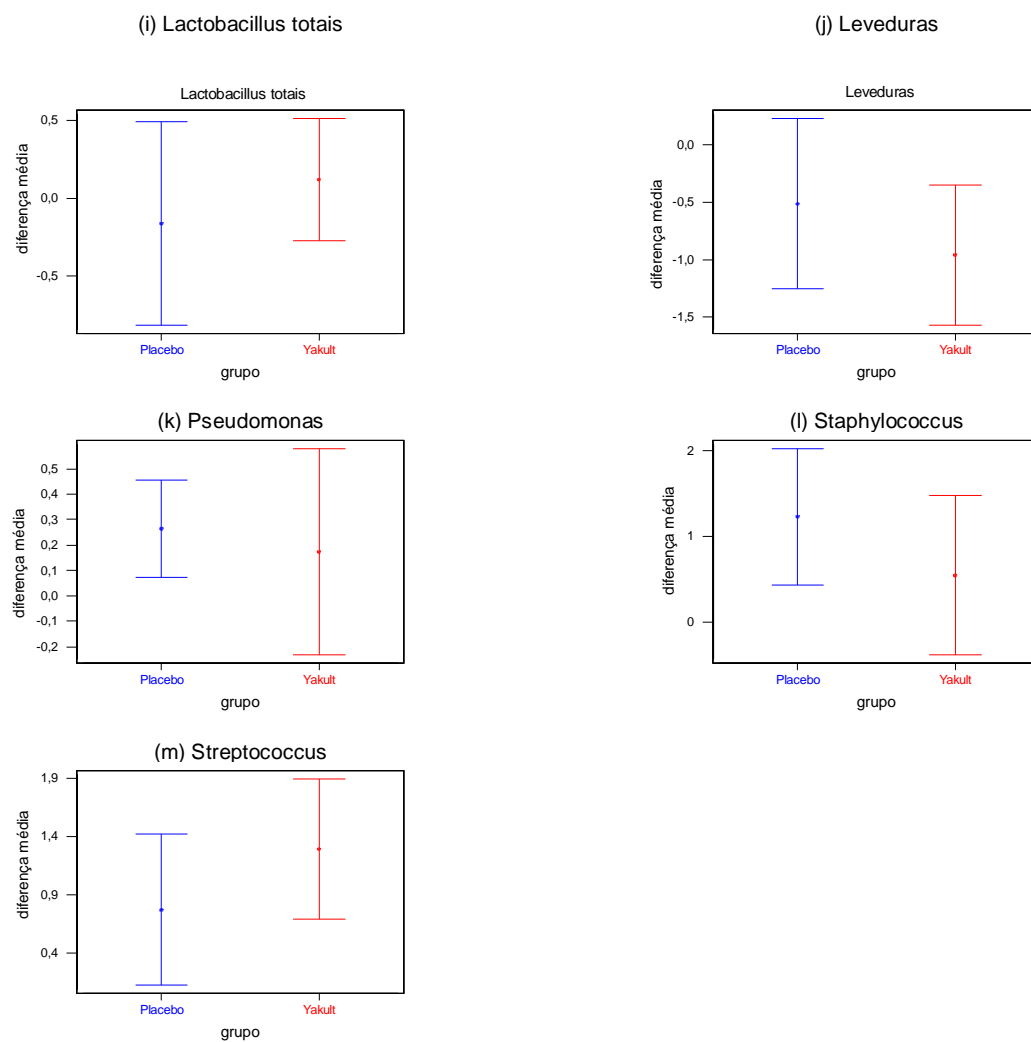 (i) Lactobacillus totais
Lactobacillus totais
diferença média
0,5
0,0
-0,5
Placebo Yakult
grupo
(j) Leveduras
Leveduras
diferença média
0,0
-0,5
-1,0
-1,5
Placebo Yakult
grupo
(k) Pseudomonas
diferença média
0,5
0,4
0,3
0,2
0,1
0,0
-0,1
-0,2
Placebo Yakult
grupo
(l) Staphylococcus
diferença média
2
1
0
Placebo Yakult
grupo
(m) Streptococcus
diferença média
1,9
1,4
0,9
0,4
Placebo Yakult
grupo